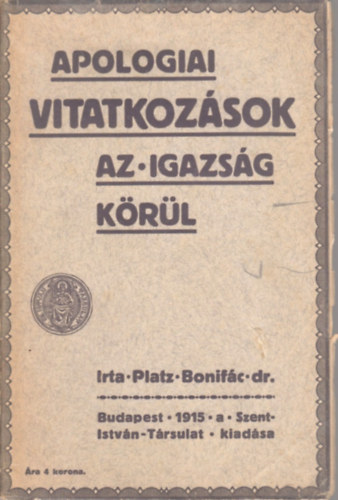 APOLOGIAI
VITATKOZÁSOK
AZ·IGAZSÁG
KÖRÜL
Irta·Platz·Bonifác·dr.
Budapest·1915·a·Szent-
István-Társulat·kiadása
Ára 4 korona.